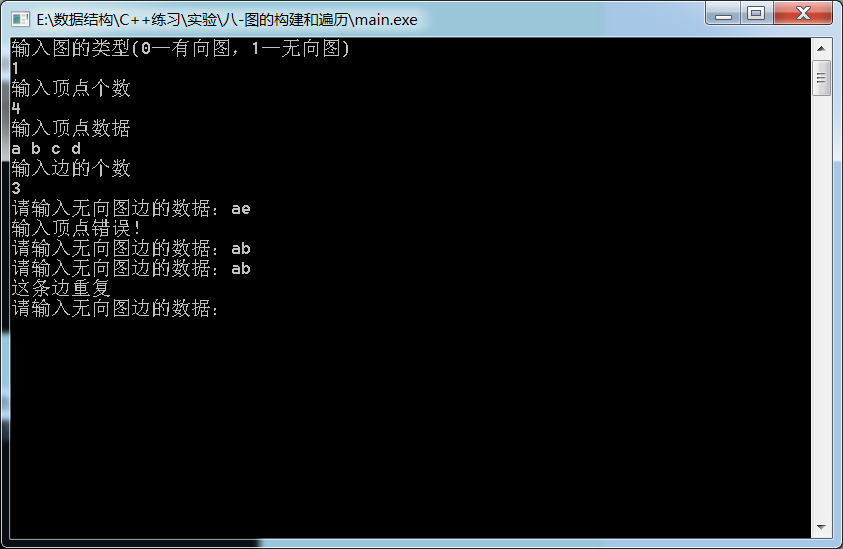 E:\数据结构\C++练习\实验\八-图的构建和遍历\main.exe
输入图的类型(0—有向图，1—无向图)
1
输入顶点个数
4
输入顶点数据
a b c d
输入边的个数
3
请输入无向图边的数据：ae
输入顶点错误!
请输入无向图边的数据：ab
请输入无向图边的数据：ab
这条边重复
请输入无向图边的数据：